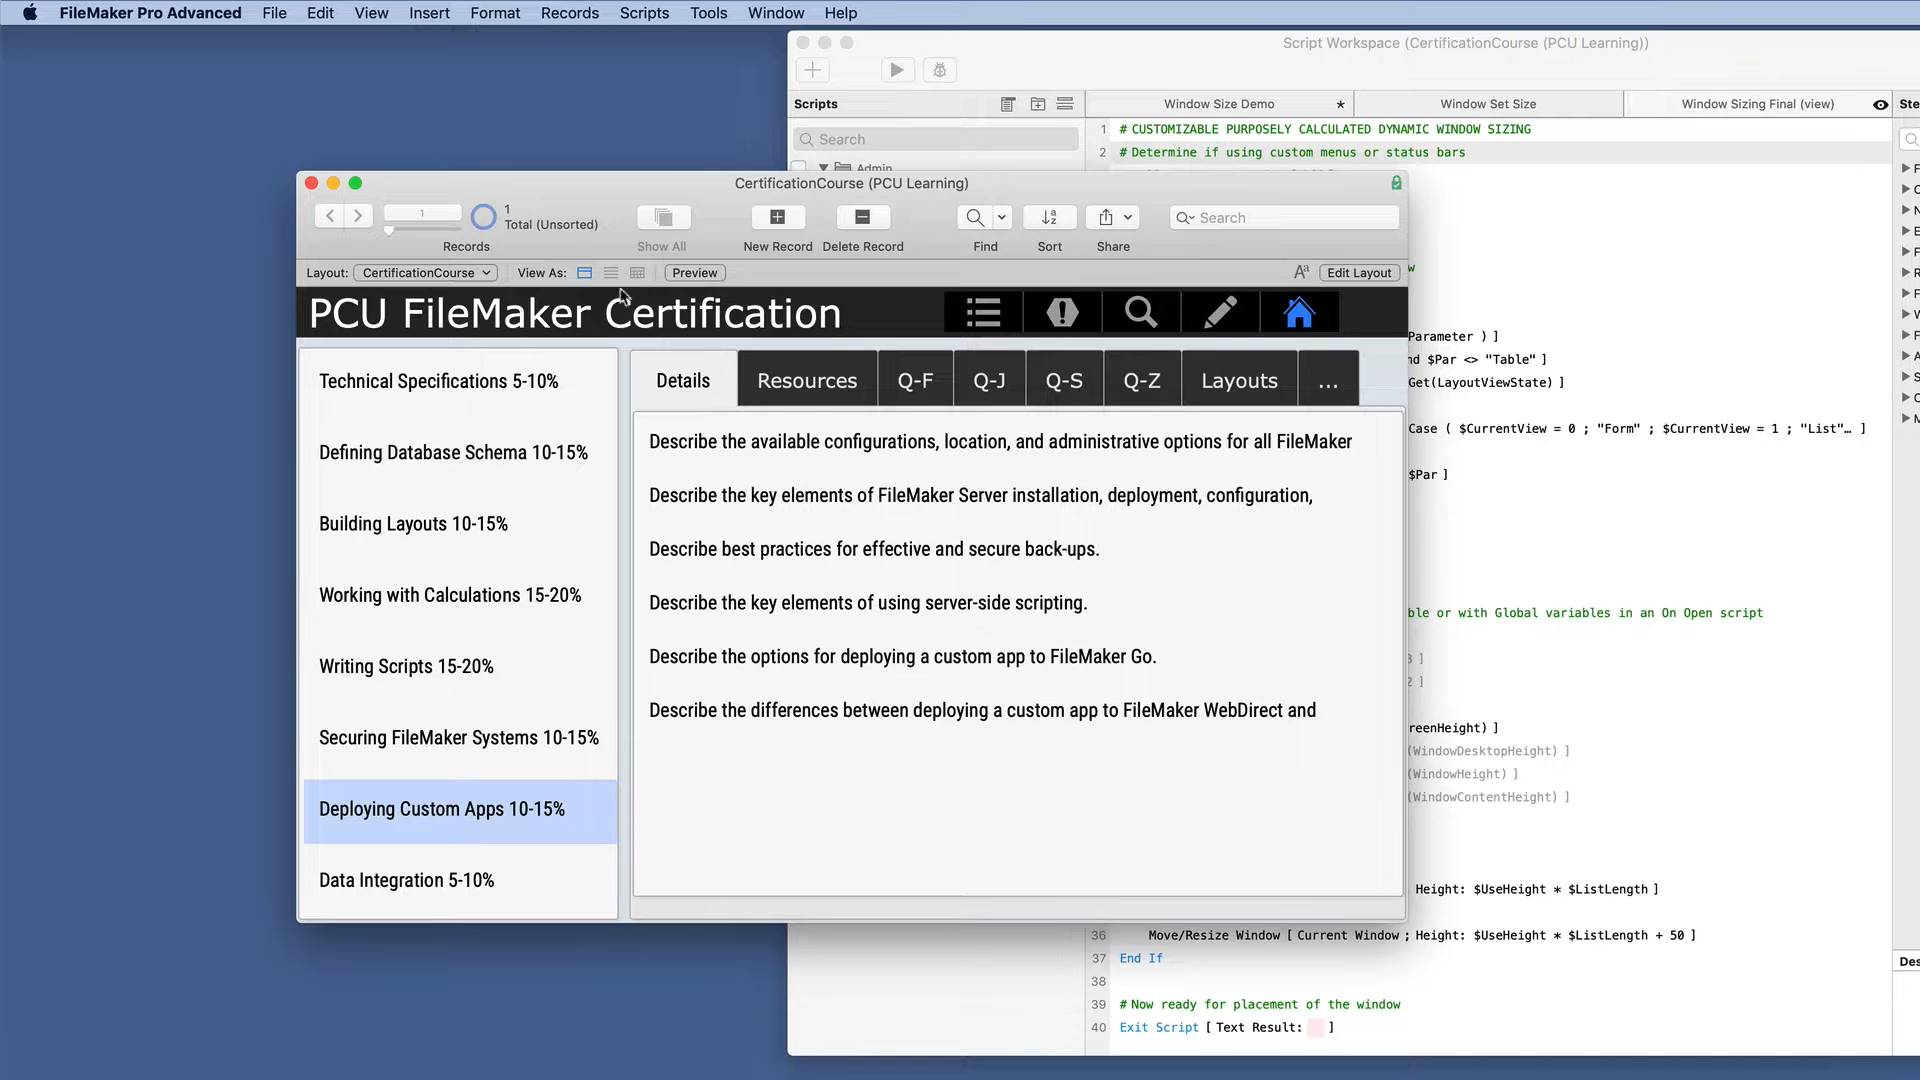 FileMaker Pro Advanced File Edit View Insert Format Records Scripts Tools Window Help
Script Workspace (CertificationCourse (PCU Learning))
Scripts
Window Size Demo *
Window Set Size
Window Sizing Final (view)
Ste
Search
1 # CUSTOMIZABLE PURPOSELY CALCULATED DYNAMIC WINDOW SIZING
2 # Determine if using custom menus or status bars
Admin
CertificationCourse (PCU Learning)
1
1
Total (Unsorted)
Search
Records
Show All
New Record
Delete Record
Find
Sort
Share
Layout: CertificationCourse
View As:
Preview
Aª
Edit Layout
w
PCU FileMaker Certification
Technical Specifications 5-10%
Defining Database Schema 10-15%
Building Layouts 10-15%
Working with Calculations 15-20%
Writing Scripts 15-20%
Securing FileMaker Systems 10-15%
Deploying Custom Apps 10-15%
Data Integration 5-10%
Details Resources Q-F Q-J Q-S Q-Z Layouts ...
Describe the available configurations, location, and administrative options for all FileMaker
Describe the key elements of FileMaker Server installation, deployment, configuration,
Describe best practices for effective and secure back-ups.
Describe the key elements of using server-side scripting.
Describe the options for deploying a custom app to FileMaker Go.
Describe the differences between deploying a custom app to FileMaker WebDirect and
Parameter ) ]
nd $Par <> "Table" ]
Get(LayoutViewState) ]
Case ( $CurrentView = 0 ; "Form" ; $CurrentView = 1 ; "List"… ]
$Par ]
ble or with Global variables in an On Open script
3 ]
2 ]
reenHeight) ]
(WindowDesktopHeight) ]
(WindowHeight) ]
(WindowContentHeight) ]
Height: $UseHeight * $ListLength ]
36 Move/Resize Window [ Current Window ; Height: $UseHeight * $ListLength + 50 ]
37 End If
38
39 # Now ready for placement of the window
40 Exit Script [ Text Result: ]
Des